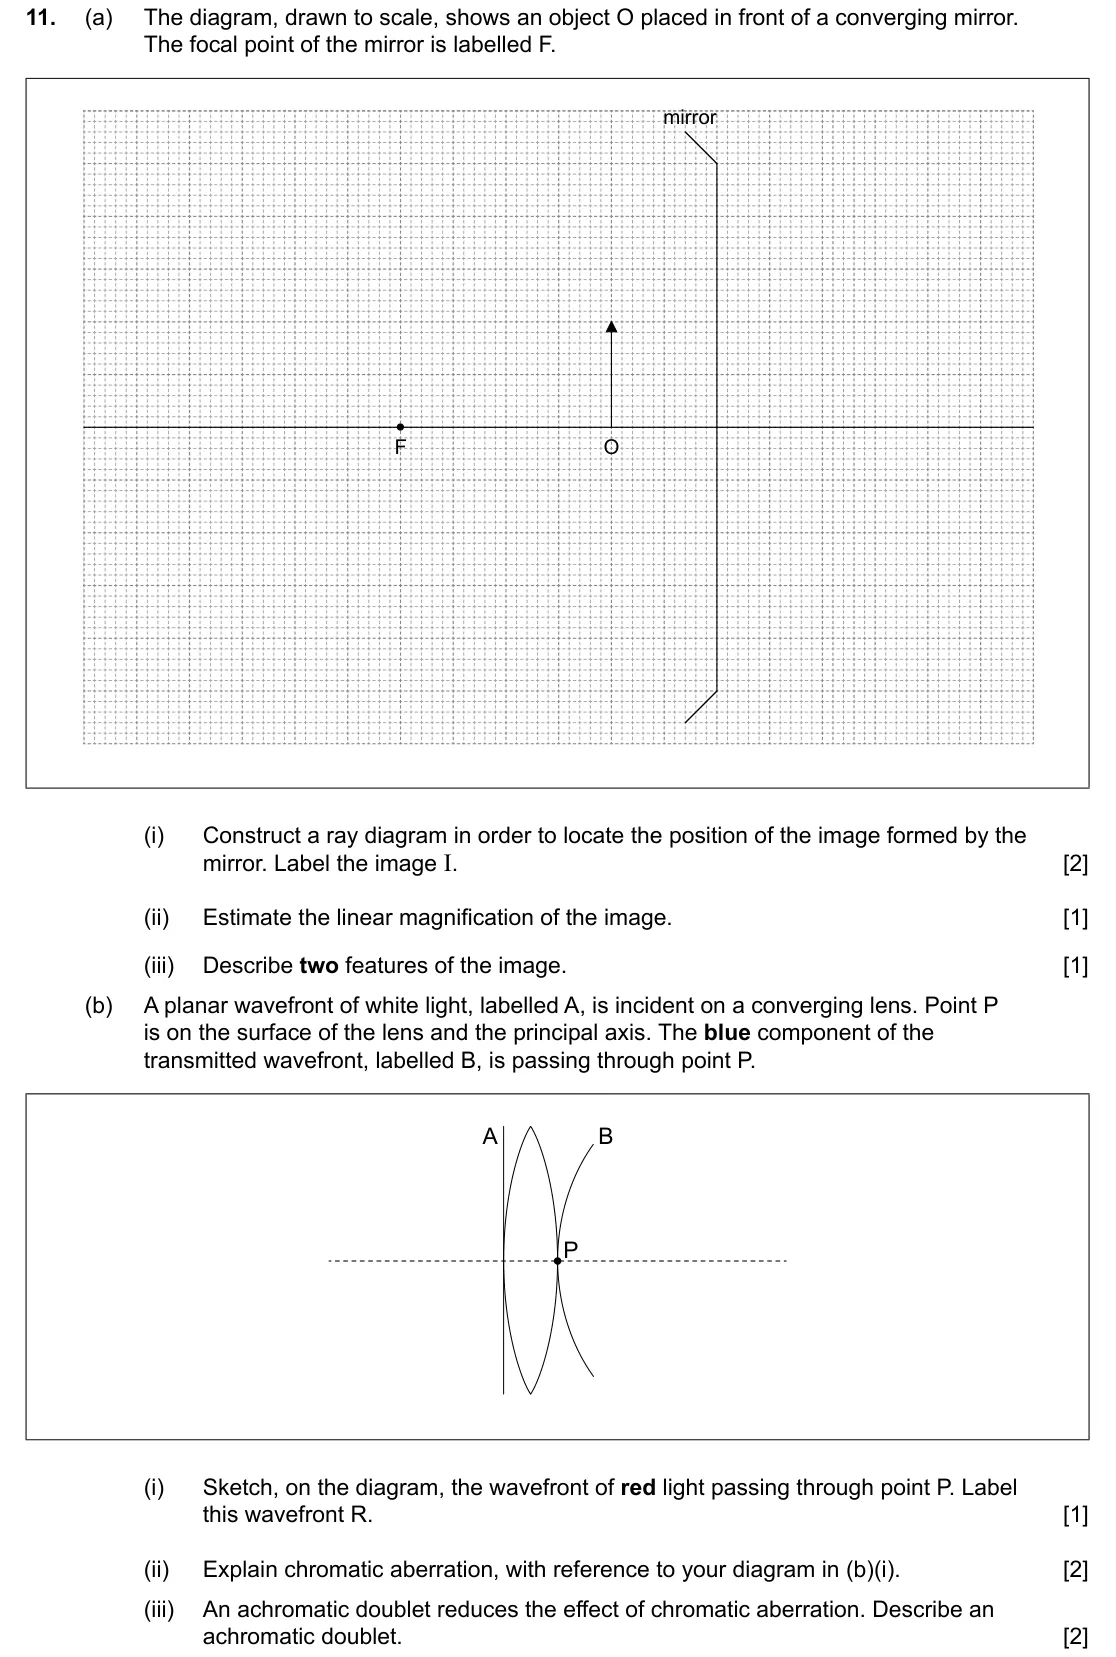 11. (a) The diagram, drawn to scale, shows an object O placed in front of a converging mirror.
The focal point of the mirror is labelled F.
mirror
F
O
(i) Construct a ray diagram in order to locate the position of the image formed by the
mirror. Label the image I. [2]
(ii) Estimate the linear magnification of the image. [1]
(iii) Describe two features of the image. [1]
(b) A planar wavefront of white light, labelled A, is incident on a converging lens. Point P
is on the surface of the lens and the principal axis. The blue component of the
transmitted wavefront, labelled B, is passing through point P.
A
B
P
(i) Sketch, on the diagram, the wavefront of red light passing through point P. Label
this wavefront R. [1]
(ii) Explain chromatic aberration, with reference to your diagram in (b)(i). [2]
(iii) An achromatic doublet reduces the effect of chromatic aberration. Describe an
achromatic doublet. [2]